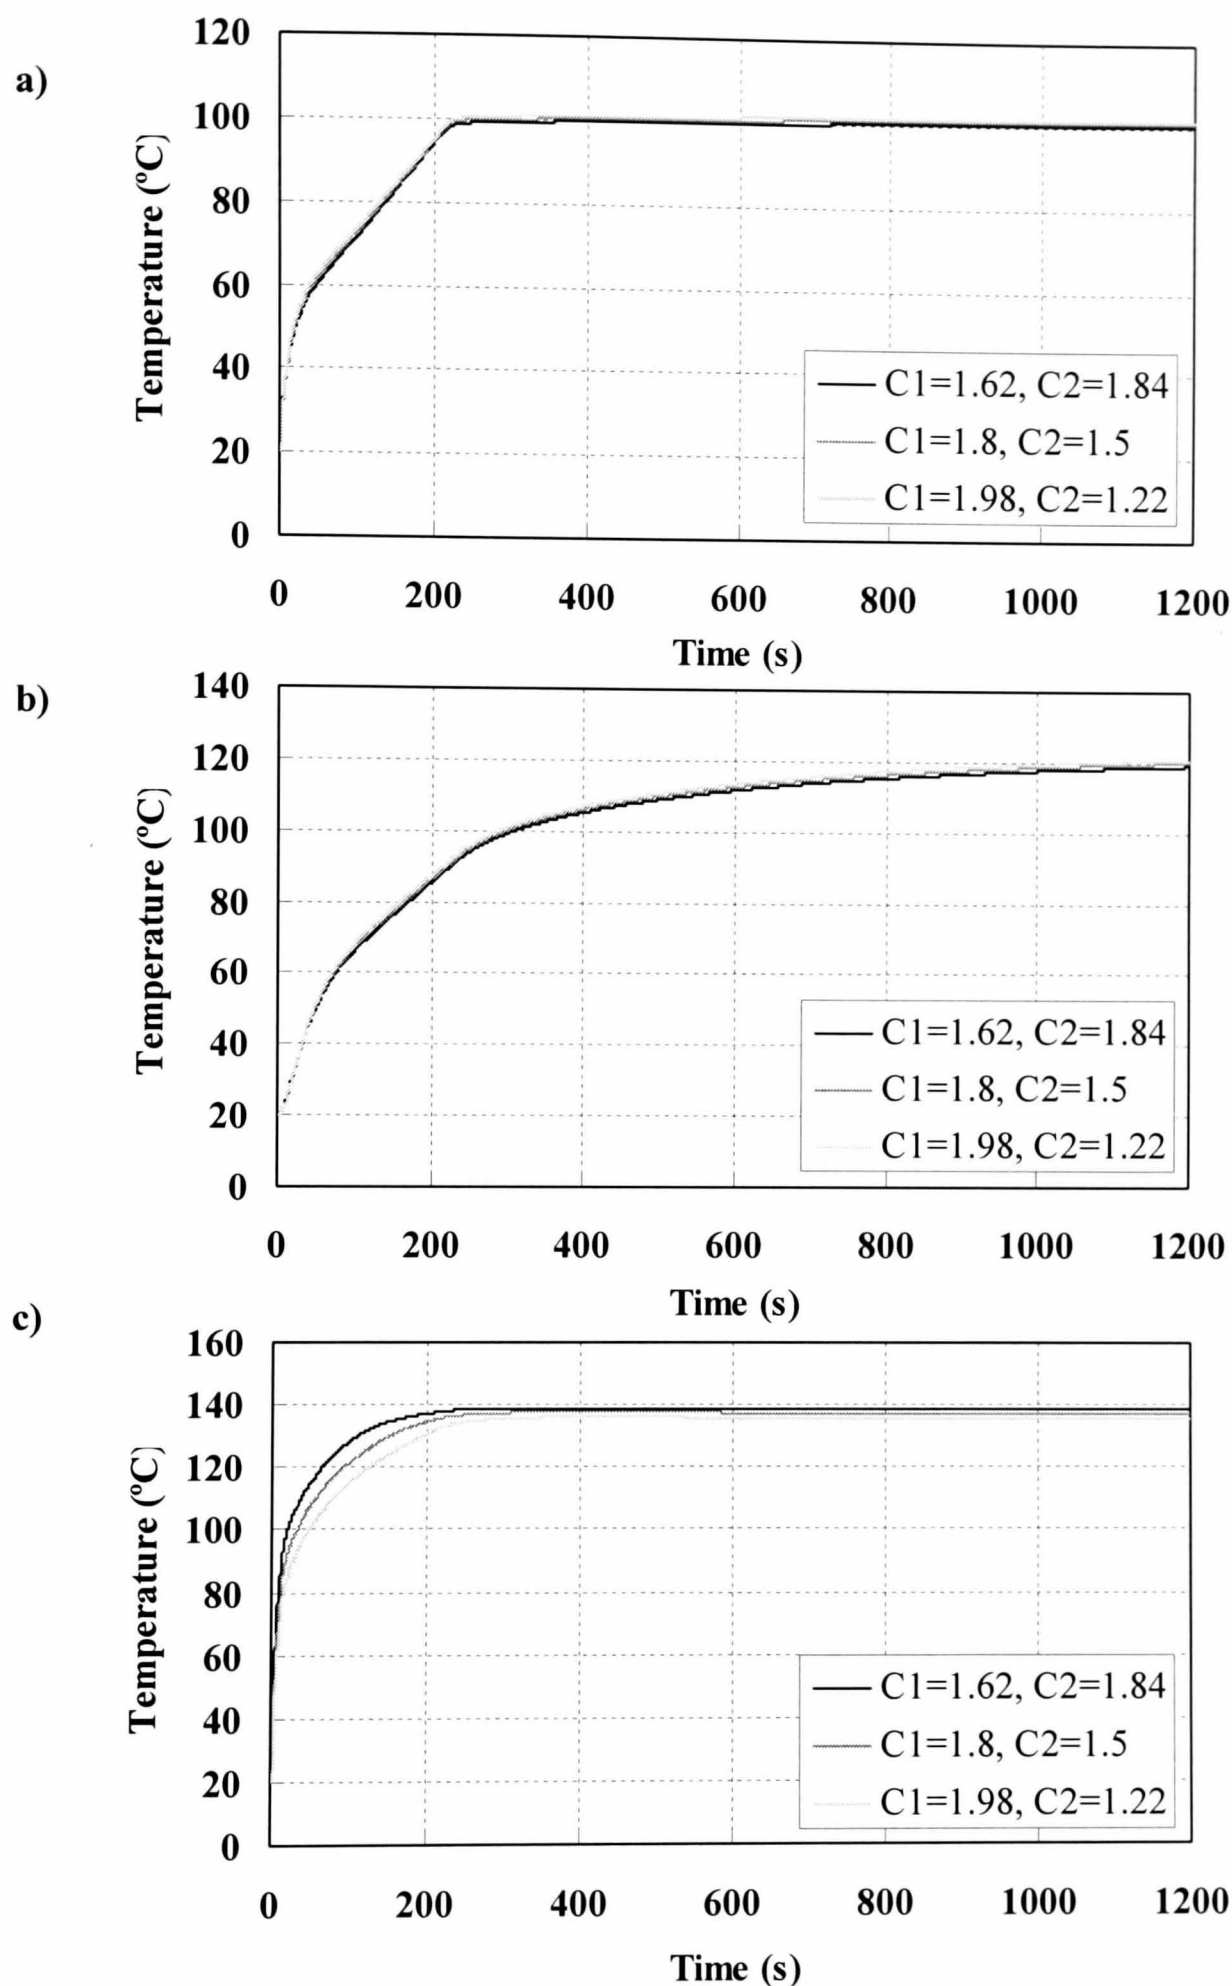 a)
Temperature (ºC)
120
100
80
60
40
20
0
C1=1.62, C2=1.84
C1=1.8, C2=1.5
C1=1.98, C2=1.22
0 200 400 600 800 1000 1200
Time (s)
b)
Temperature (ºC)
140
120
100
80
60
40
20
0
C1=1.62, C2=1.84
C1=1.8, C2=1.5
C1=1.98, C2=1.22
0 200 400 600 800 1000 1200
Time (s)
c)
Temperature (ºC)
160
140
120
100
80
60
40
20
0
C1=1.62, C2=1.84
C1=1.8, C2=1.5
C1=1.98, C2=1.22
0 200 400 600 800 1000 1200
Time (s)